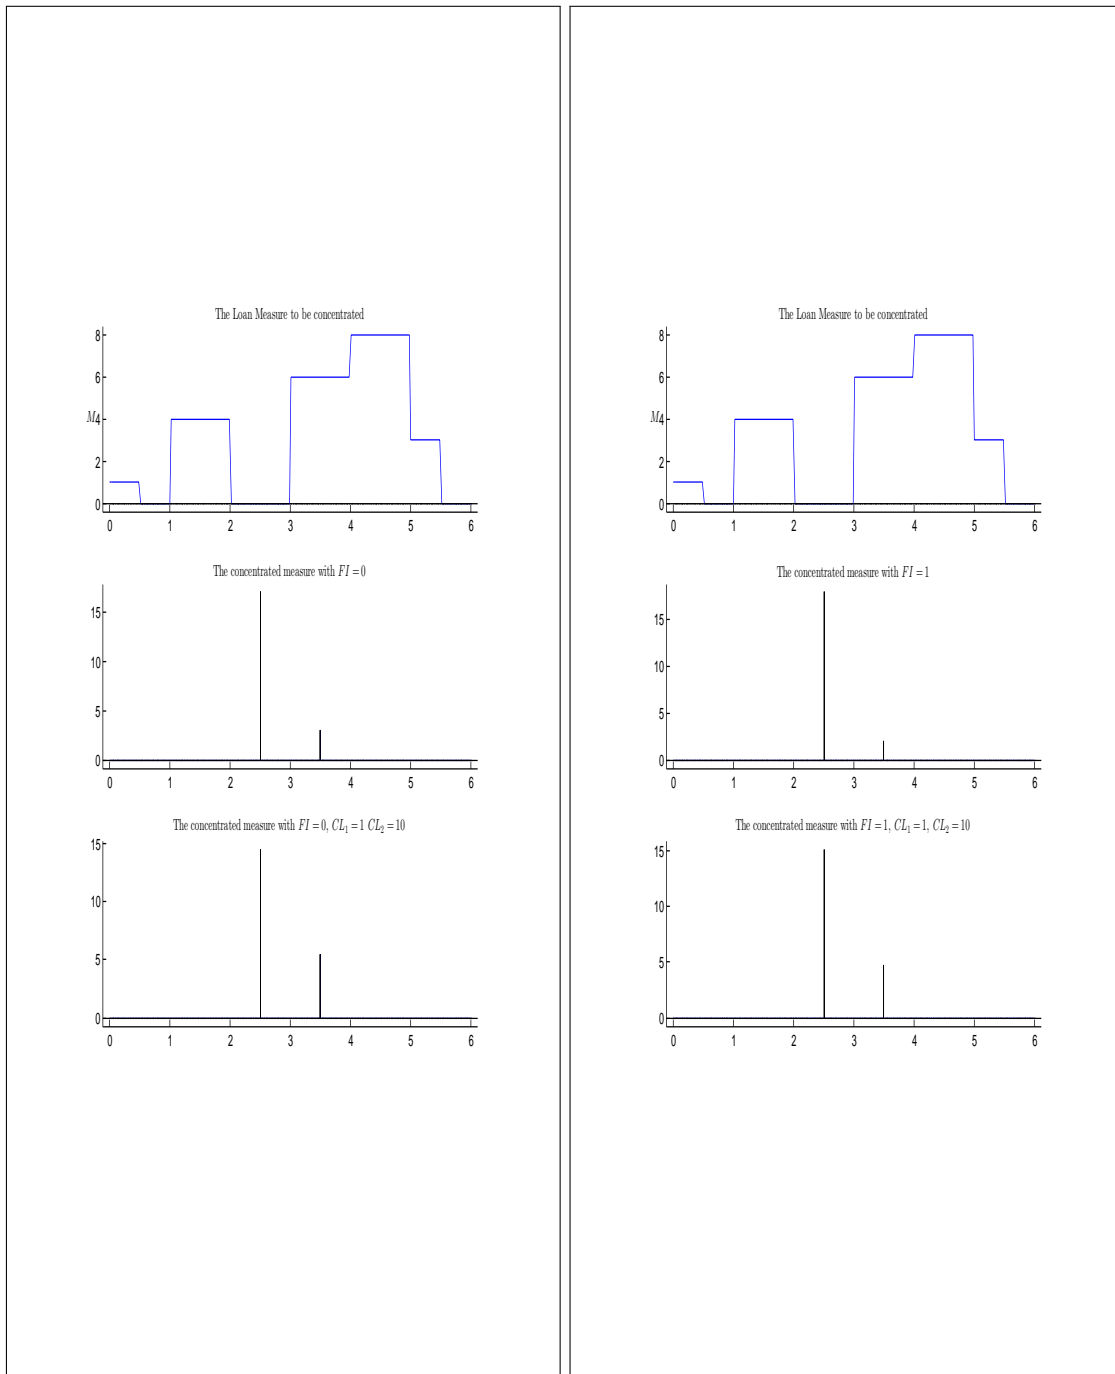 The Loan Measure to be concentrated
8
6
M 4
2
0
0 1 2 3 4 5 6
The concentrated measure with FI = 0
15
10
5
0
0 1 2 3 4 5 6
The concentrated measure with FI = 0, CL₁ = 1 CL₂ = 10
15
10
5
0
0 1 2 3 4 5 6
The Loan Measure to be concentrated
8
6
M 4
2
0
0 1 2 3 4 5 6
The concentrated measure with FI = 1
15
10
5
0
0 1 2 3 4 5 6
The concentrated measure with FI = 1, CL₁ = 1, CL₂ = 10
15
10
5
0
0 1 2 3 4 5 6